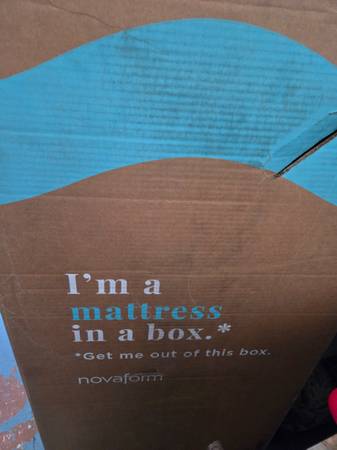 I'm a
mattress
in a box.*
*Get me out of this box.
novaform